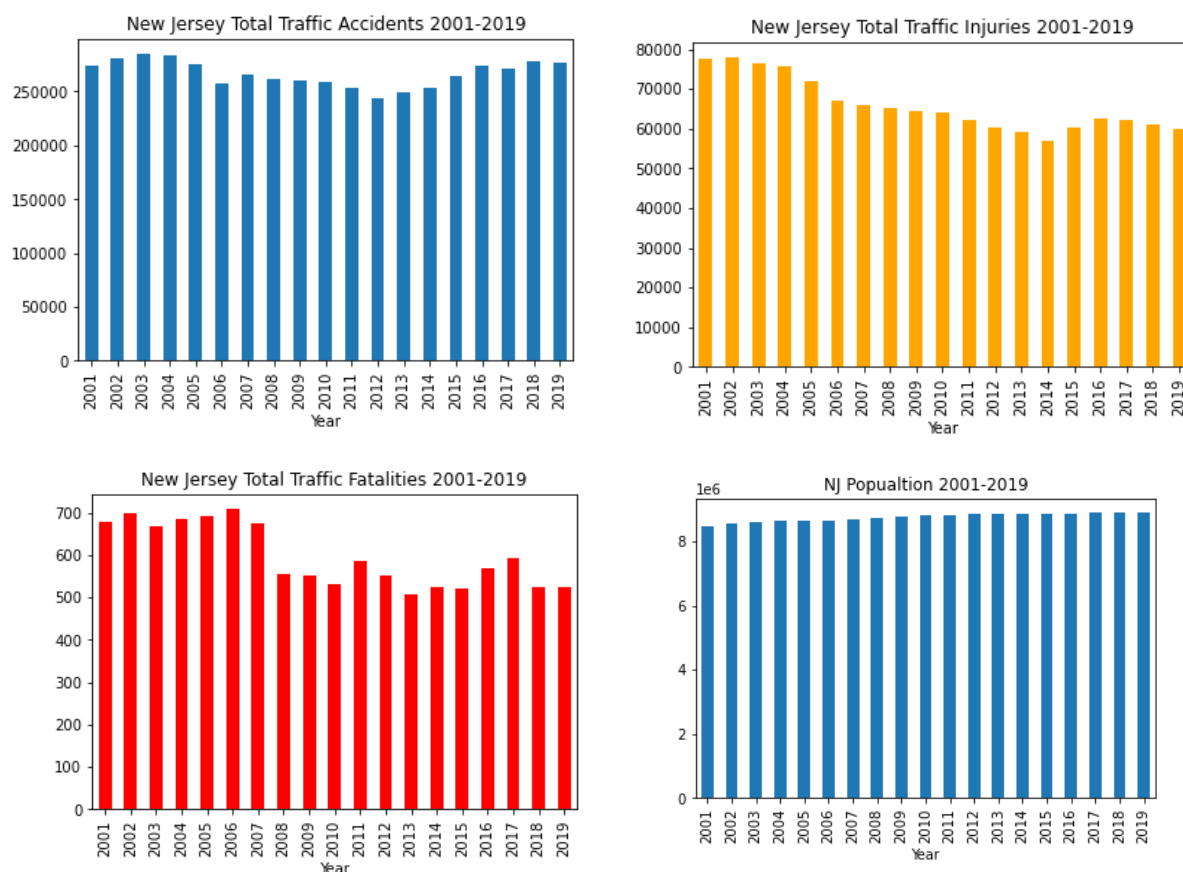 New Jersey Total Traffic Accidents 2001-2019
250000
200000
150000
100000
50000
0
2001 2002 2003 2004 2005 2006 2007 2008 2009 2010 2011 2012 2013 2014 2015 2016 2017 2018 2019
Year
New Jersey Total Traffic Injuries 2001-2019
80000
70000
60000
50000
40000
30000
20000
10000
0
2001 2002 2003 2004 2005 2006 2007 2008 2009 2010 2011 2012 2013 2014 2015 2016 2017 2018 2019
Year
New Jersey Total Traffic Fatalities 2001-2019
700
600
500
400
300
200
100
0
2001 2002 2003 2004 2005 2006 2007 2008 2009 2010 2011 2012 2013 2014 2015 2016 2017 2018 2019
Year
NJ Popualtion 2001-2019
1e6
8
6
4
2
0
2001 2002 2003 2004 2005 2006 2007 2008 2009 2010 2011 2012 2013 2014 2015 2016 2017 2018 2019
Year